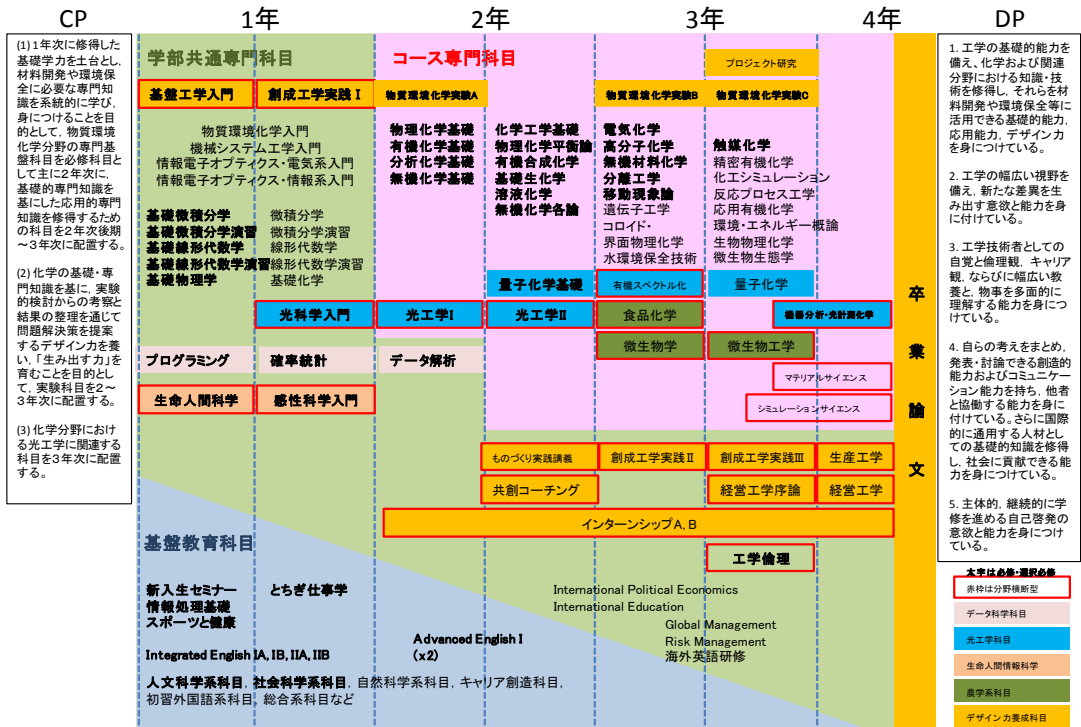 CP
1年
2年
3年
4年
DP
(1) 1年次に修得した
基礎学力を土台とし,
材料開発や環境保
全に必要な専門知
識を系統的に学び,
身につけることを目
的として, 物質環境
化学分野の専門基
盤科目を必修科目と
して主に2年次に,
基礎的専門知識を
基にした応用的専門
知識を修得するため
の科目を2年次後期
~3年次に配置する。
(2) 化学の基礎・専
門知識を基に, 実験
的検討からの考察と
結果の整理を通じて
問題解決策を提案
するデザイン力を養
い, 「生み出す力」を
育むことを目的とし
て, 実験科目を2~
3年次に配置する。
(3) 化学分野におけ
る光工学に関連する
科目を3年次に配置
する。
学部共通専門科目
コース専門科目
プロジェクト研究
基盤工学入門
創成工学実践 I
物質環境化学実験A
物質環境化学実験B
物質環境化学実験C
物質環境化学入門
機械システム工学入門
情報電子オプティクス・電気系入門
情報電子オプティクス・情報系入門
物理化学基礎
有機化学基礎
分析化学基礎
無機化学基礎
化学工学基礎
物理化学平衡論
有機合成化学
基礎生化学
溶液化学
無機化学各論
電気化学
高分子化学
無機材料化学
分離工学
移動現象論
遺伝子工学
コロイド・
界面物理化学
水環境保全技術
触媒化学
精密有機化学
化工シミュレーション
反応プロセス工学
応用有機化学
環境・エネルギー概論
生物物理化学
微生物生態学
基礎微積分学
基礎微積分学演習
基礎線形代数学
基礎線形代数学演習
基礎物理学
微積分学
微積分学演習
線形代数学
線形代数学演習
基礎化学
量子化学基礎
有機スペクトル化
量子化学
光科学入門
光工学I
光工学II
食品化学
機器分析・光計測化学
プログラミング
確率統計
データ解析
微生物学
微生物工学
マテリアルサイエンス
生命人間科学
感性科学入門
シミュレーションサイエンス
ものづくり実践講義
創成工学実践Ⅱ
創成工学実践Ⅲ
生産工学
共創コーチング
経営工学序論
経営工学
インターンシップA, B
工学倫理
卒
業
論
文
基盤教育科目
新入生セミナー
情報処理基礎
スポーツと健康
とちぎ仕事学
International Political Economics
International Education
Global Management
Risk Management
海外英語研修
Integrated English IA, IB, IIA, IIB
Advanced English I
(x2)
人文科学系科目, 社会科学系科目, 自然科学系科目, キャリア創造科目,
初習外国語系科目, 総合系科目など
1. 工学の基礎的能力を
備え、化学および関連
分野における知識・技
術を修得し, それらを材
料開発や環境保全等に
活用できる基礎的能力,
応用能力, デザイン力
を身につけている。
2. 工学の幅広い視野を
備え, 新たな差異を生
み出す意欲と能力を身
に付けている。
3. 工学技術者としての
自覚と倫理観, キャリア
観, ならびに幅広い教
養と, 物事を多面的に
理解する能力を身につ
けている。
4. 自らの考えをまとめ,
発表・討論できる創造的
能力およびコミュニケー
ション能力を持ち, 他者
と協働する能力を身に
付けている。さらに国際
的に通用する人材とし
ての基礎的知識を修得
し, 社会に貢献できる能
力を身につけている。
5. 主体的, 継続的に学
修を進める自己啓発の
意欲と能力を身につけ
ている。
太字は必修・選択必修
赤枠は分野横断型
データ科学科目
光工学科目
生命人間情報科学
農学系科目
デザイン力養成科目